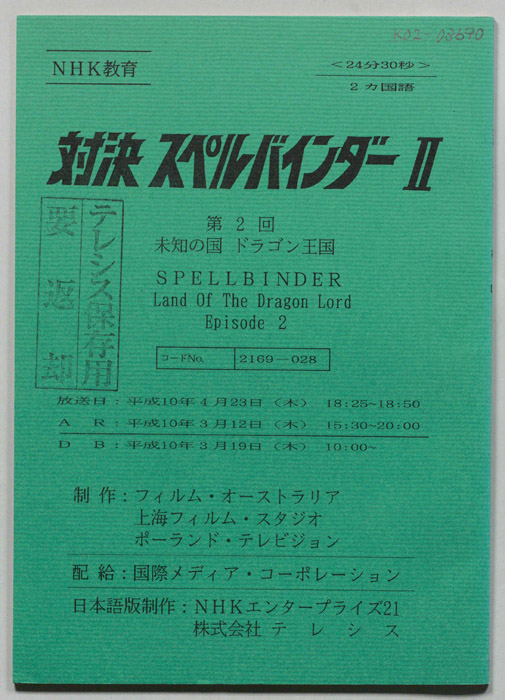 K02-03690
NHK教育
<24分30秒>
2カ国語
対決 スペルバインダー II
第 2 回
未知の国 ドラゴン王国
SPELLBINDER
Land Of The Dragon Lord
Episode 2
テレシス保存用
要返却
コードNo. 2169-028
放送日:平成10年4月23日(木) 18:25~18:50
A R:平成10年3月12日(木) 15:30~20:00
D B:平成10年3月19日(木) 10:00~
制 作:フィルム・オーストラリア
上海フィルム・スタジオ
ポーランド・テレビジョン
配 給:国際メディア・コーポレーション
日本語版制作:NHKエンタープライズ21
株式会社 テ レ シ ス